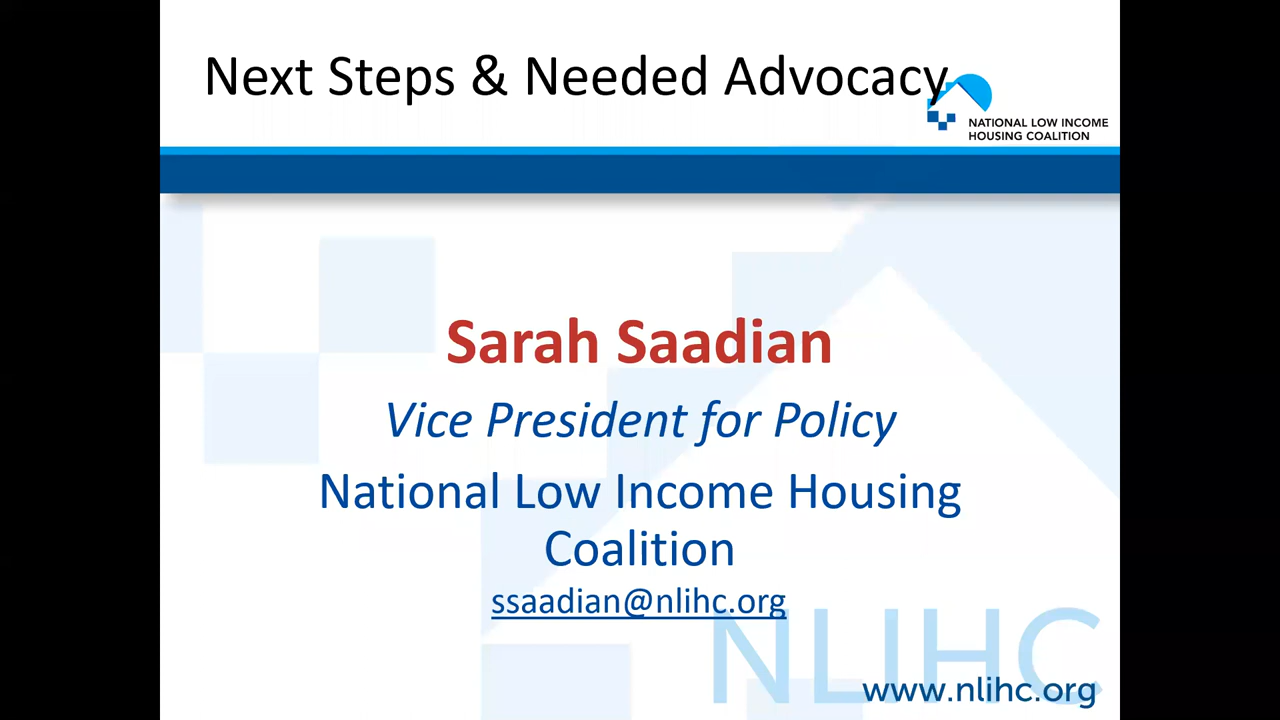 Next Steps & Needed Advocacy
NATIONAL LOW INCOME
HOUSING COALITION
Sarah Saadian
Vice President for Policy
National Low Income Housing
Coalition
ssaadian@nlihc.org
NLIHC
www.nlihc.org